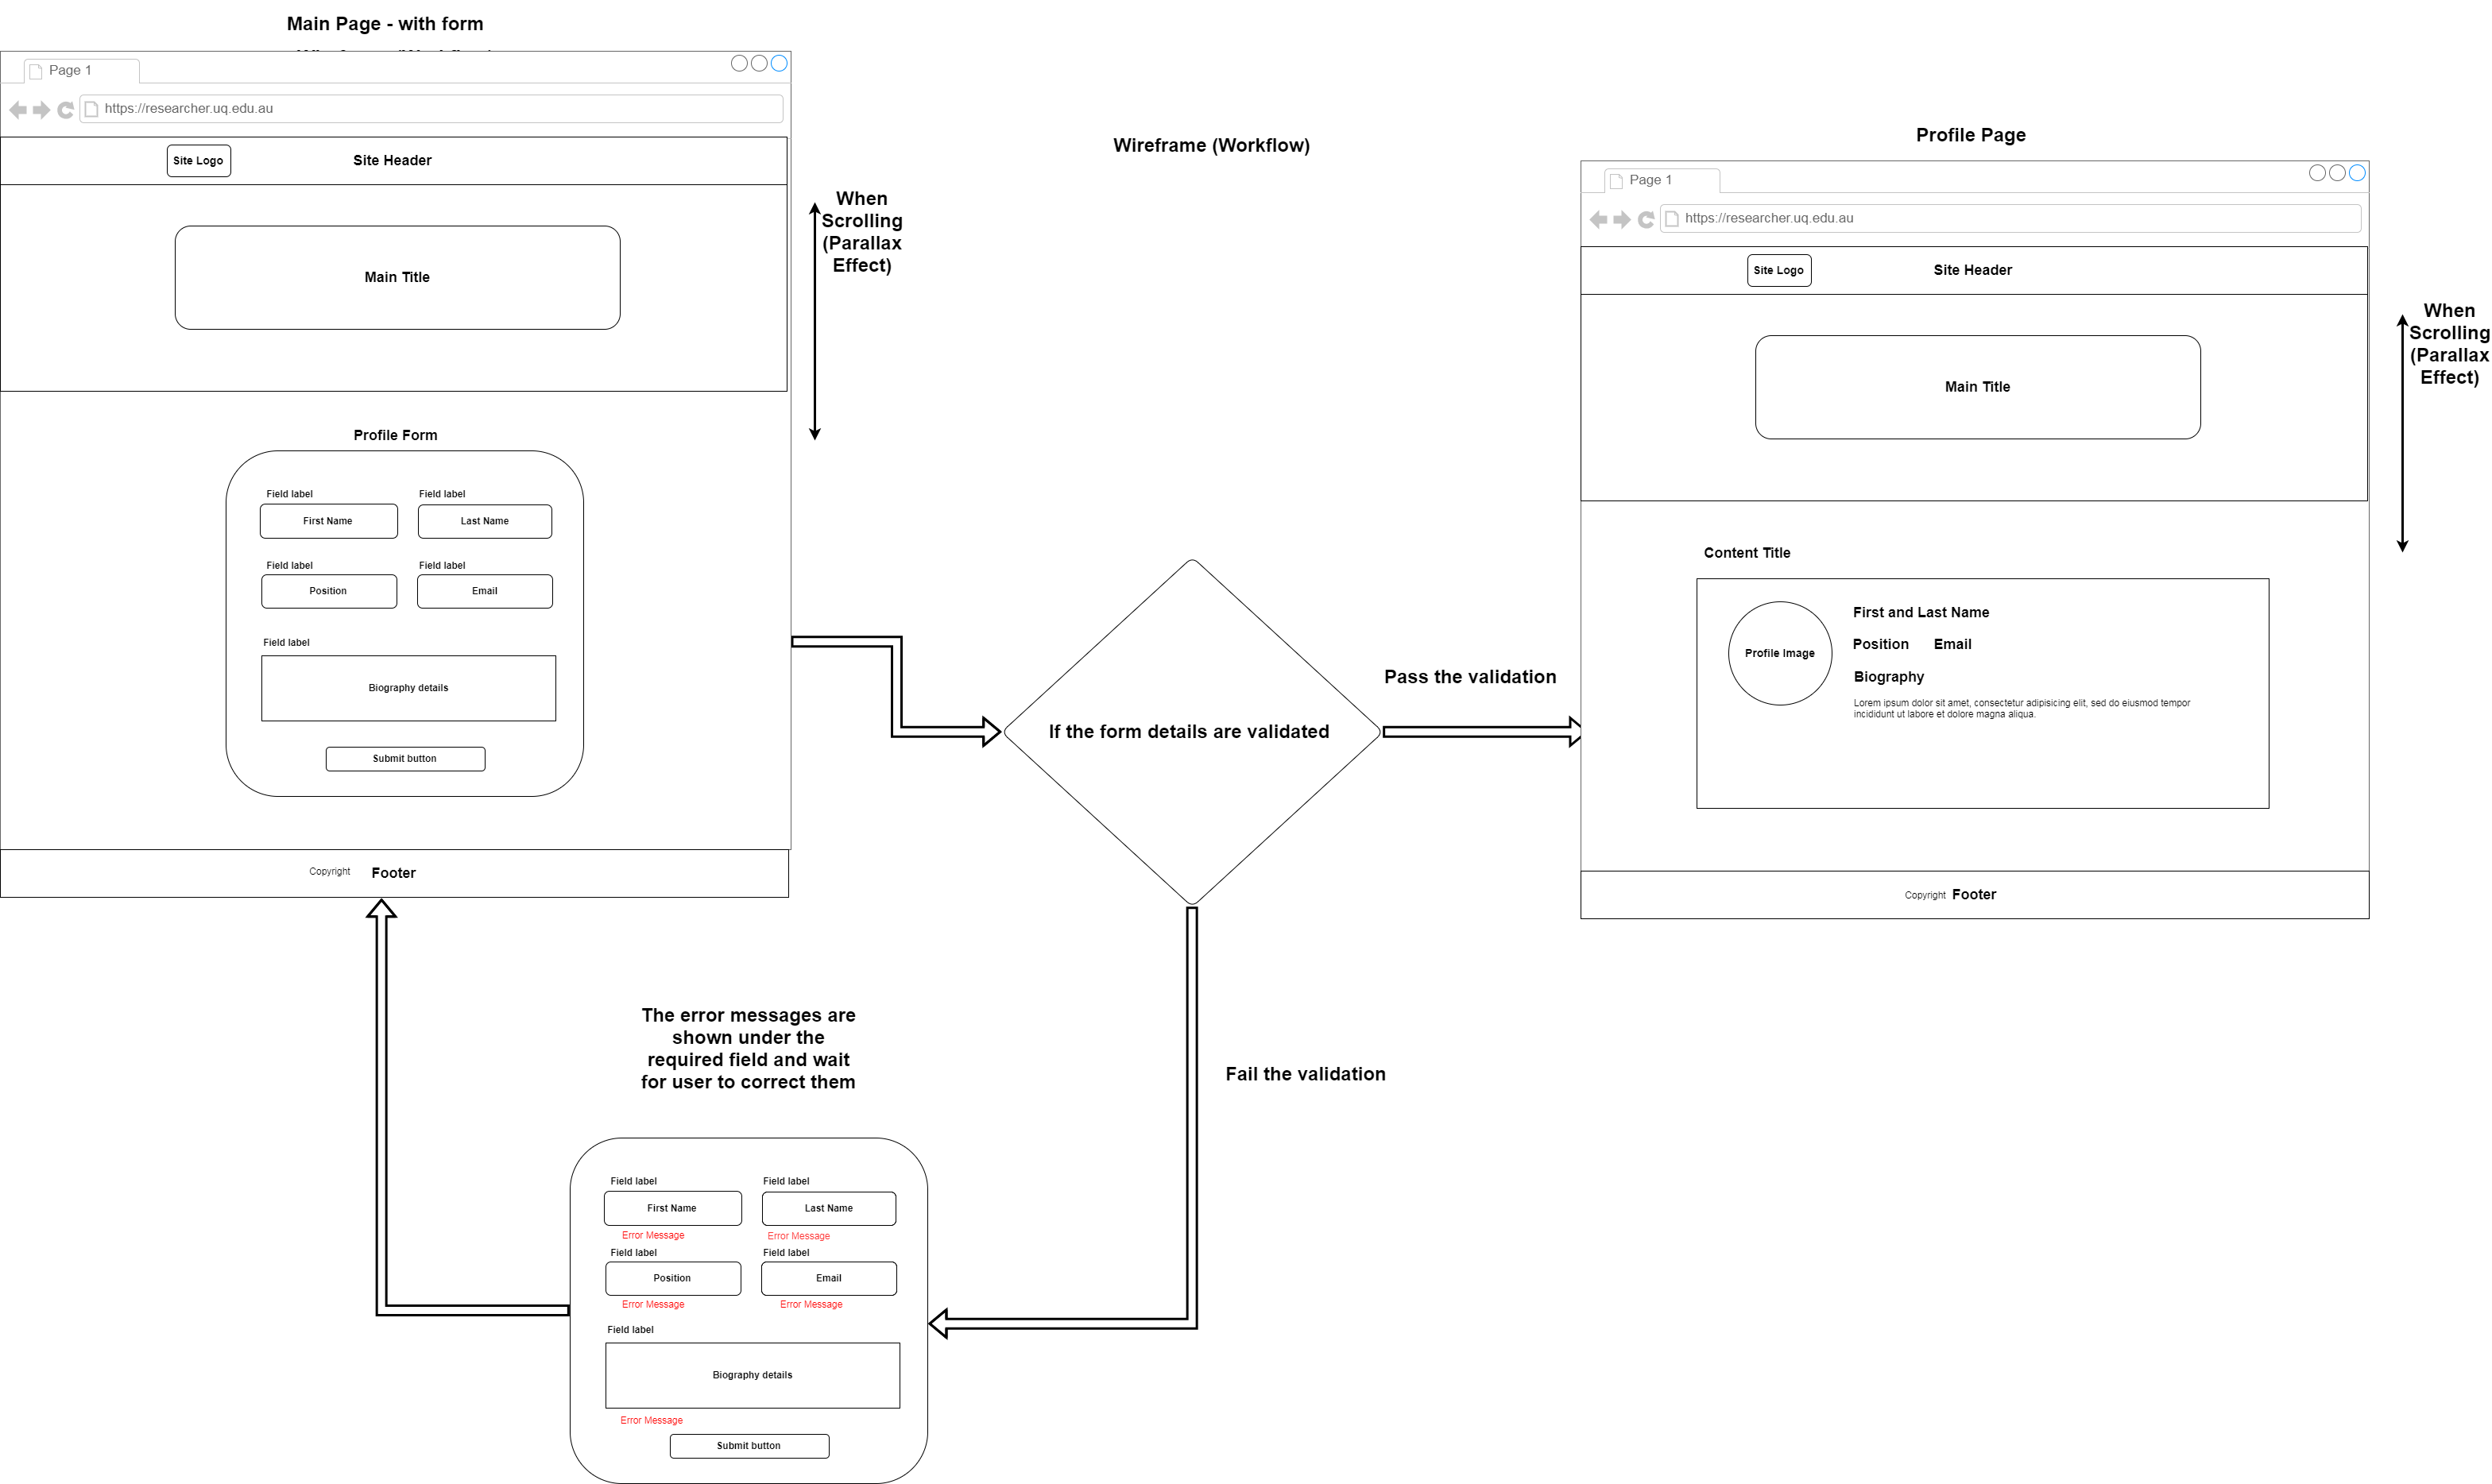 Main Page - with form
Page 1
https://researcher.uq.edu.au
Site Logo
Site Header
Main Title
When
Scrolling
(Parallax
Effect)
Profile Form
Field label
Field label
First Name
Last Name
Field label
Field label
Position
Email
Field label
Biography details
Submit button
Copyright
Footer
Wireframe (Workflow)
If the form details are validated
Pass the validation
Fail the validation
Profile Page
Page 1
https://researcher.uq.edu.au
Site Logo
Site Header
Main Title
When
Scrolling
(Parallax
Effect)
Content Title
Profile Image
First and Last Name
Position
Email
Biography
Lorem ipsum dolor sit amet, consectetur adipisicing elit, sed do eiusmod tempor
incididunt ut labore et dolore magna aliqua.
Copyright
Footer
The error messages are
shown under the
required field and wait
for user to correct them
Field label
Field label
First Name
Last Name
Error Message
Error Message
Field label
Field label
Position
Email
Error Message
Error Message
Field label
Biography details
Error Message
Submit button